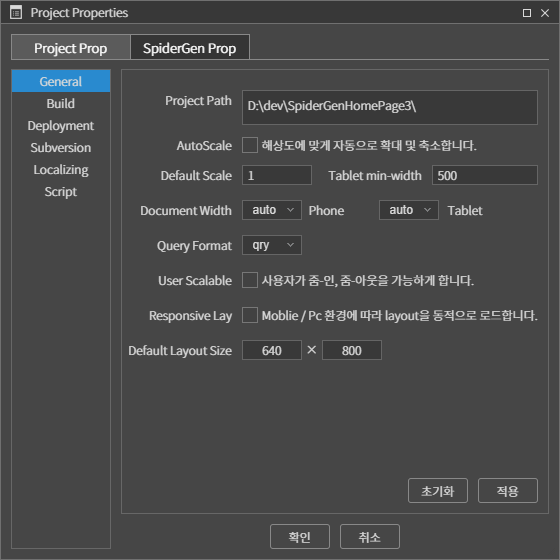 Project Properties
Project Prop SpiderGen Prop
General
Build
Deployment
Subversion
Localizing
Script
Project Path D:\dev\SpiderGenHomePage3\
AutoScale 해상도에 맞게 자동으로 확대 및 축소합니다.
Default Scale 1 Tablet min-width 500
Document Width auto Phone auto Tablet
Query Format qry
User Scalable 사용자가 줌-인, 줌-아웃을 가능하게 합니다.
Responsive Lay Moblie / Pc 환경에 따라 layout을 동적으로 로드합니다.
Default Layout Size 640 × 800
초기화 적용
확인 취소